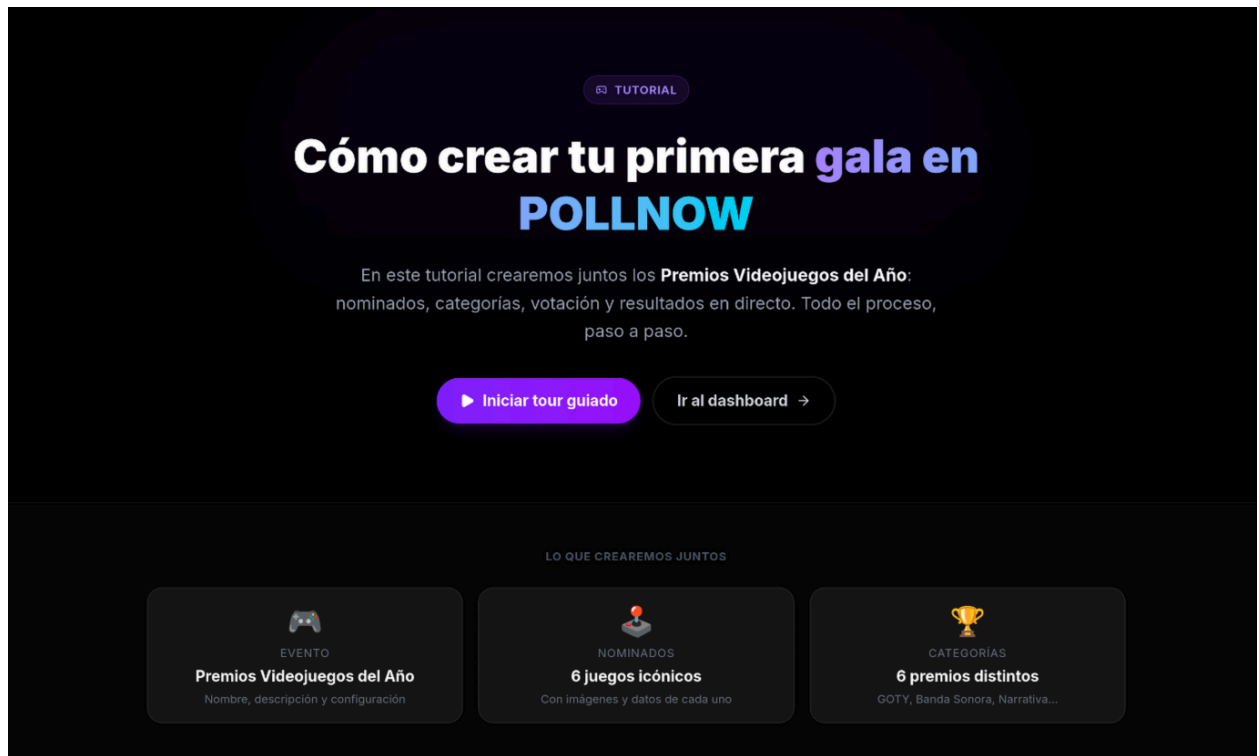 TUTORIAL
Cómo crear tu primera gala en
POLLNOW
En este tutorial crearemos juntos los Premios Videojuegos del Año:
nominados, categorías, votación y resultados en directo. Todo el proceso,
paso a paso.
Iniciar tour guiado
Ir al dashboard →
LO QUE CREAREMOS JUNTOS
EVENTO
Premios Videojuegos del Año
Nombre, descripción y configuración
NOMINADOS
6 juegos icónicos
Con imágenes y datos de cada uno
CATEGORÍAS
6 premios distintos
GOTY, Banda Sonora, Narrativa...